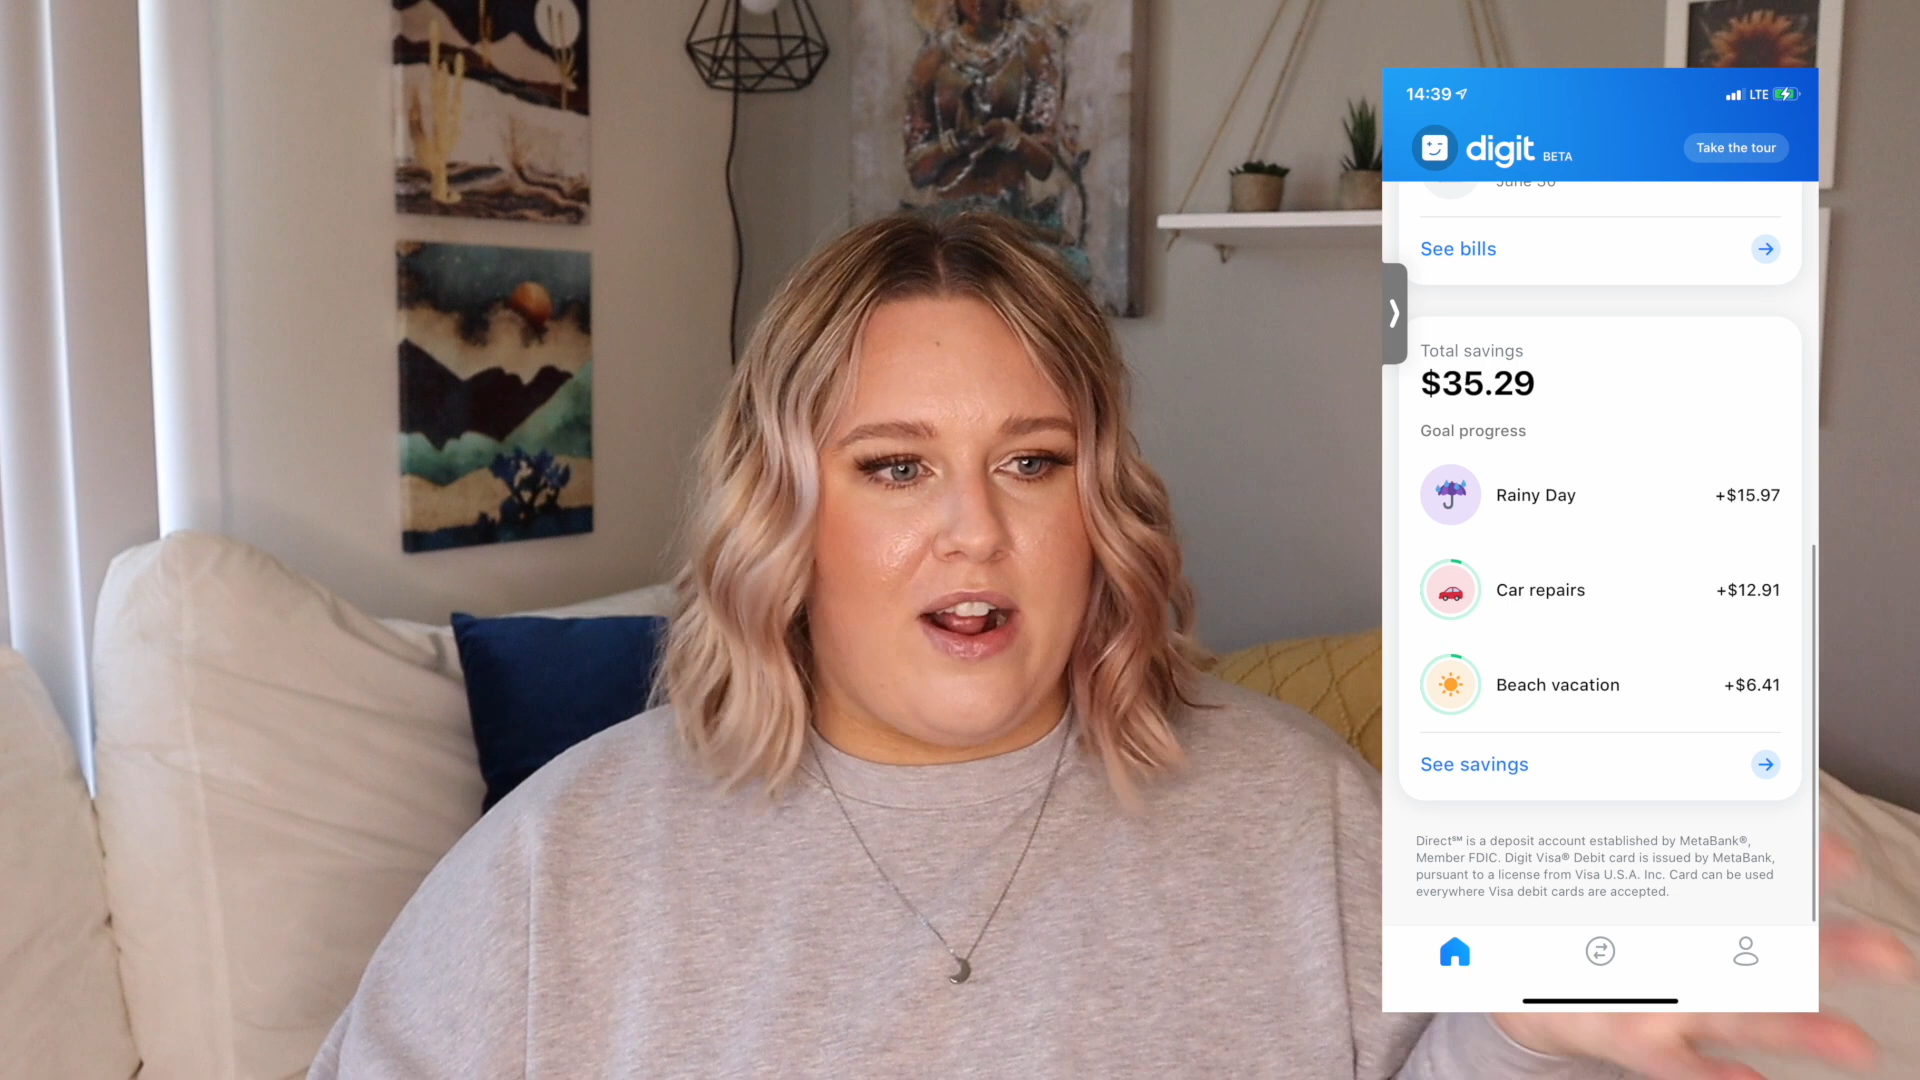 14:39
LTE
digit BETA
Take the tour
June 30
See bills
Total savings
$35.29
Goal progress
Rainy Day +$15.97
Car repairs +$12.91
Beach vacation +$6.41
See savings
Direct℠ is a deposit account established by MetaBank®,
Member FDIC. Digit Visa® Debit card is issued by MetaBank,
pursuant to a license from Visa U.S.A. Inc. Card can be used
everywhere Visa debit cards are accepted.